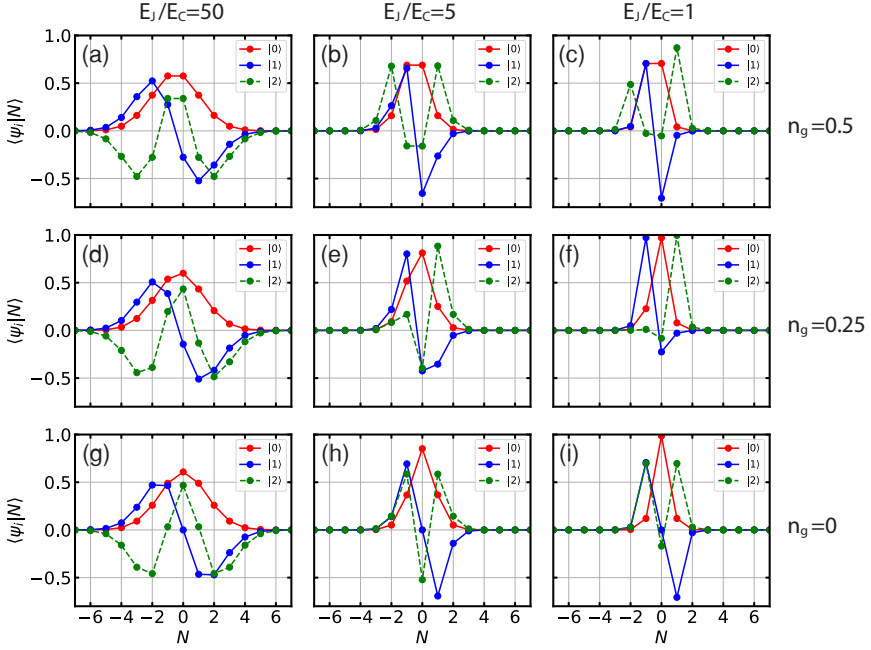 E_J/E_C=50 E_J/E_C=5 E_J/E_C=1
(a) |0⟩ |1⟩ |2⟩ (b) |0⟩ |1⟩ |2⟩ (c) |0⟩ |1⟩ |2⟩
1.0
0.5
0.0
−0.5
⟨ψ_i|N⟩
n_g=0.5
(d) |0⟩ |1⟩ |2⟩ (e) |0⟩ |1⟩ |2⟩ (f) |0⟩ |1⟩ |2⟩
1.0
0.5
0.0
−0.5
⟨ψ_i|N⟩
n_g=0.25
(g) |0⟩ |1⟩ |2⟩ (h) |0⟩ |1⟩ |2⟩ (i) |0⟩ |1⟩ |2⟩
1.0
0.5
0.0
−0.5
⟨ψ_i|N⟩
n_g=0
−6 −4 −2 0 2 4 6 −6 −4 −2 0 2 4 6 −6 −4 −2 0 2 4 6
N N N